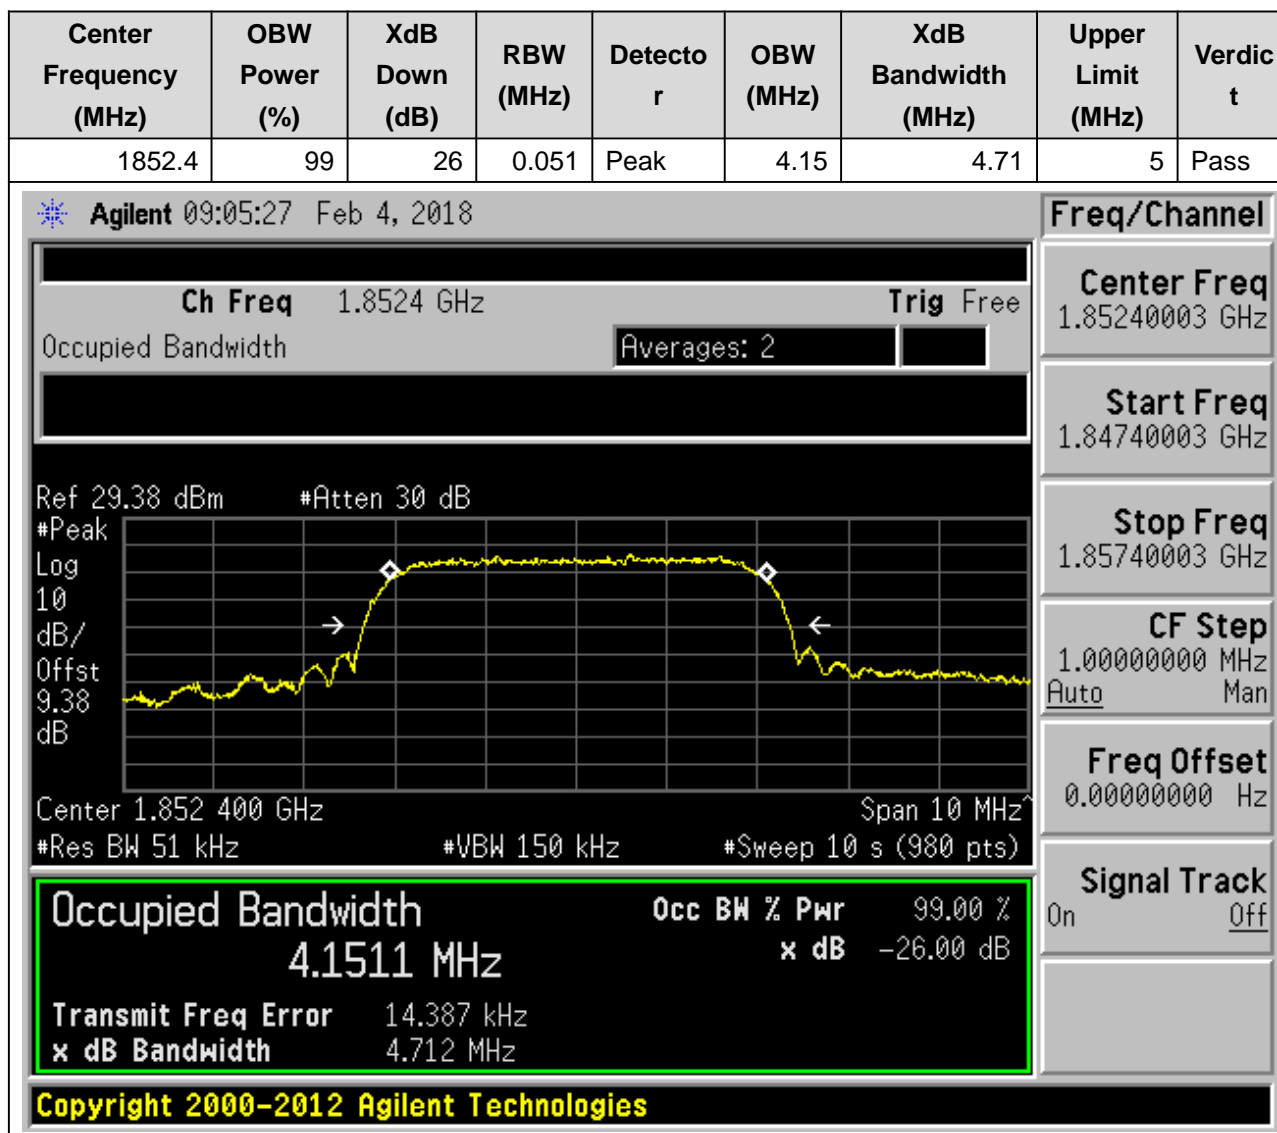 Center Frequency (MHz) OBW Power (%) XdB Down (dB) RBW (MHz) Detector OBW (MHz) XdB Bandwidth (MHz) Upper Limit (MHz) Verdict
1852.4 99 26 0.051 Peak 4.15 4.71 5 Pass
Agilent 09:05:27 Feb 4, 2018
Freq/Channel
Ch Freq 1.8524 GHz Trig Free
Occupied Bandwidth Averages: 2
Center Freq
1.85240003 GHz
Start Freq
1.84740003 GHz
Stop Freq
1.85740003 GHz
CF Step
1.00000000 MHz
Auto Man
Freq Offset
0.00000000 Hz
Signal Track
On Off
Ref 29.38 dBm #Atten 30 dB
#Peak
Log
10
dB/
Offst
9.38
dB
Center 1.852 400 GHz Span 10 MHz^
#Res BW 51 kHz #VBW 150 kHz #Sweep 10 s (980 pts)
Occupied Bandwidth Occ BW % Pwr 99.00 %
4.1511 MHz x dB -26.00 dB
Transmit Freq Error 14.387 kHz
x dB Bandwidth 4.712 MHz
Copyright 2000-2012 Agilent Technologies